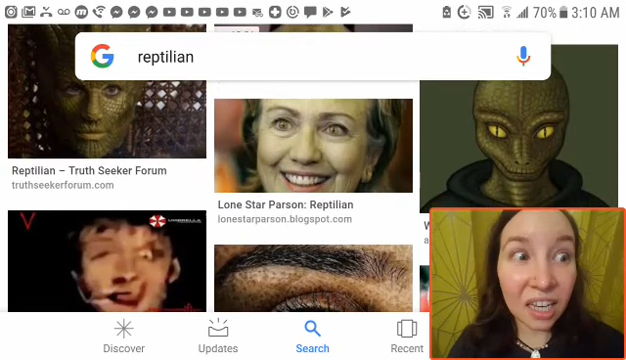 70% 3:10 AM
reptilian
Reptilian – Truth Seeker Forum
truthseekerforum.com
Lone Star Parson: Reptilian
lonestarparson.blogspot.com
V
UMBRELLA
Discover
Updates
Search
Recent